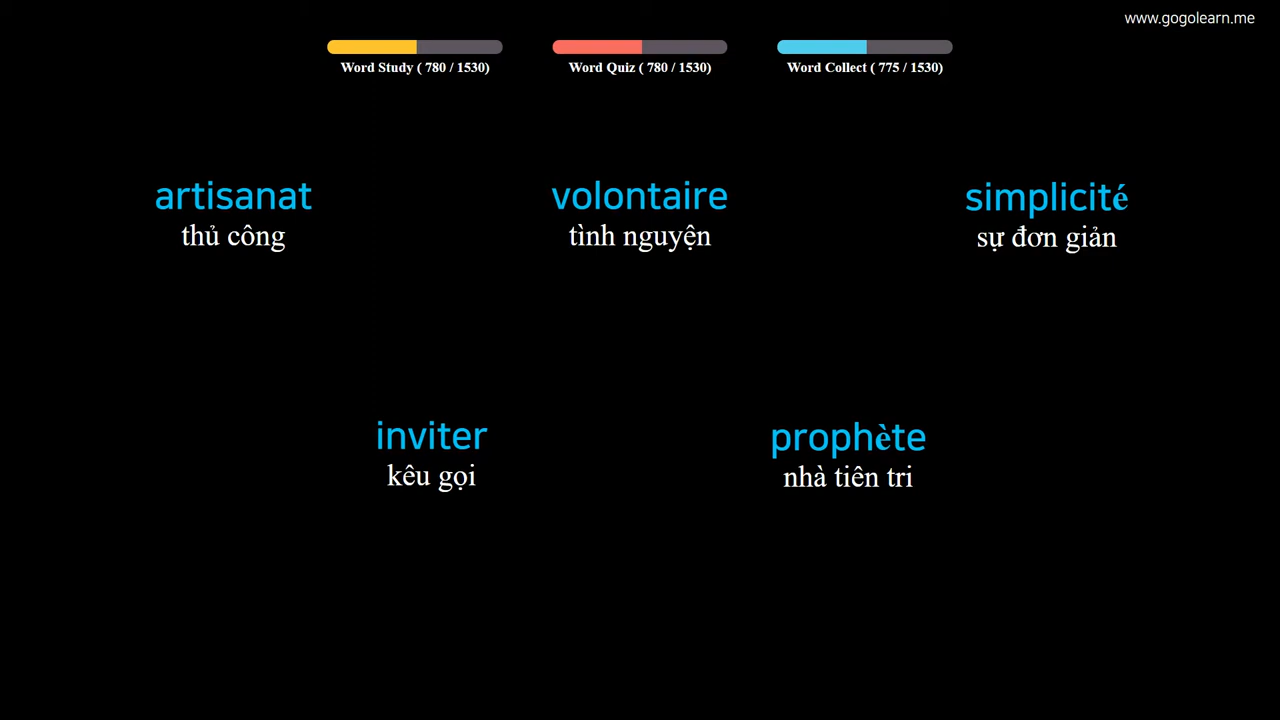 www.gogolearn.me
Word Study ( 780 / 1530)
Word Quiz ( 780 / 1530)
Word Collect ( 775 / 1530)
artisanat
thủ công
volontaire
tình nguyện
simplicité
sự đơn giản
inviter
kêu gọi
prophète
nhà tiên tri